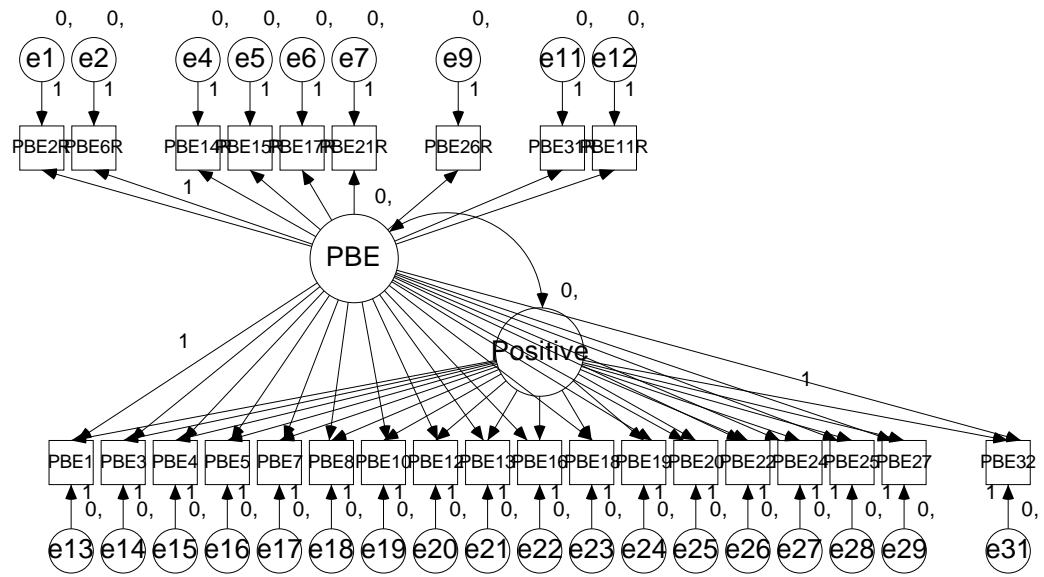 0, 0, 0, 0, 0, 0, 0, 0, 0,
e1 e2 e4 e5 e6 e7 e9 e11 e12
1 1 1 1 1 1 1 1 1
PBE2R PBE6R PBE14R PBE15R PBE17R PBE21R PBE26R PBE31R PBE11R
1 0,
PBE
0,
1 Positive
1
PBE1 PBE3 PBE4 PBE5 PBE7 PBE8 PBE10 PBE12 PBE13 PBE16 PBE18 PBE19 PBE20 PBE22 PBE24 PBE25 PBE27 PBE32
1 1 1 1 1 1 1 1 1 1 1 1 1 1 1 1 1 1
0, 0, 0, 0, 0, 0, 0, 0, 0, 0, 0, 0, 0, 0, 0, 0, 0, 0,
e13 e14 e15 e16 e17 e18 e19 e20 e21 e22 e23 e24 e25 e26 e27 e28 e29 e31